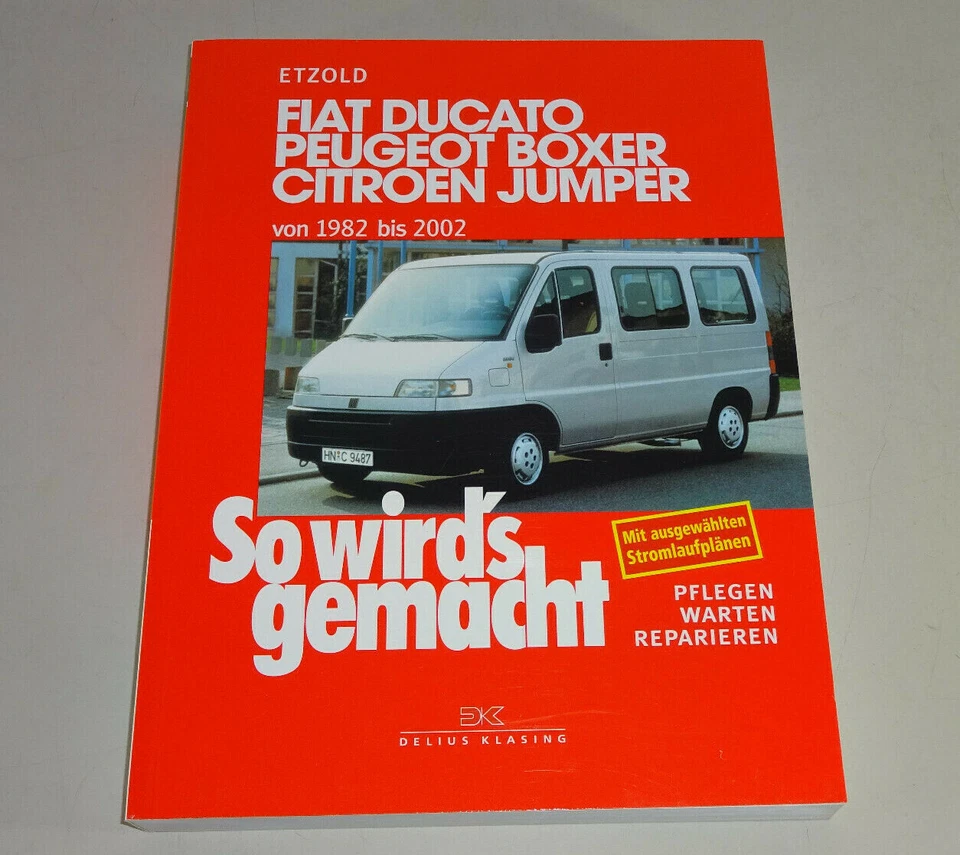 ETZOLD
FIAT DUCATO
PEUGEOT BOXER
CITROEN JUMPER
von 1982 bis 2002
HN C 9487
So wird's
gemacht
Mit ausgewählten
Stromlaufplänen
PFLEGEN
WARTEN
REPARIEREN
DK
DELIUS KLASING